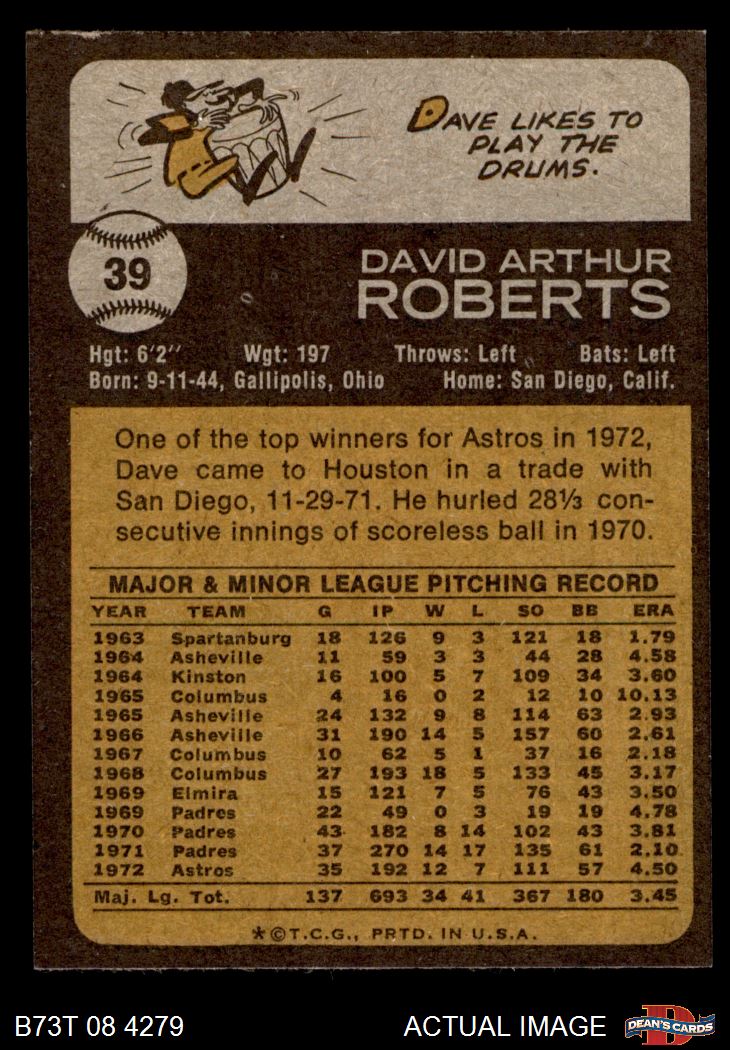 DAVE LIKES TO
PLAY THE
DRUMS.
39
DAVID ARTHUR
ROBERTS
Hgt: 6'2" Wgt: 197 Throws: Left Bats: Left
Born: 9-11-44, Gallipolis, Ohio Home: San Diego, Calif.
One of the top winners for Astros in 1972,
Dave came to Houston in a trade with
San Diego, 11-29-71. He hurled 28⅓ con-
secutive innings of scoreless ball in 1970.
MAJOR & MINOR LEAGUE PITCHING RECORD
YEAR TEAM G IP W L SO BB ERA
1963 Spartanburg 18 126 9 3 121 18 1.79
1964 Asheville 11 59 3 3 44 28 4.58
1964 Kinston 16 100 5 7 109 34 3.60
1965 Columbus 4 16 0 2 12 10 10.13
1965 Asheville 24 132 9 8 114 63 2.93
1966 Asheville 31 190 14 5 157 60 2.61
1967 Columbus 10 62 5 1 37 16 2.18
1968 Columbus 27 193 18 5 133 45 3.17
1969 Elmira 15 121 7 5 76 43 3.50
1969 Padres 22 49 0 3 19 19 4.78
1970 Padres 43 182 8 14 102 43 3.81
1971 Padres 37 270 14 17 135 61 2.10
1972 Astros 35 192 12 7 111 57 4.50
Maj. Lg. Tot. 137 693 34 41 367 180 3.45
*©T.C.G., PRTD. IN U.S.A.
B73T 08 4279 ACTUAL IMAGE D DEAN'S CARDS